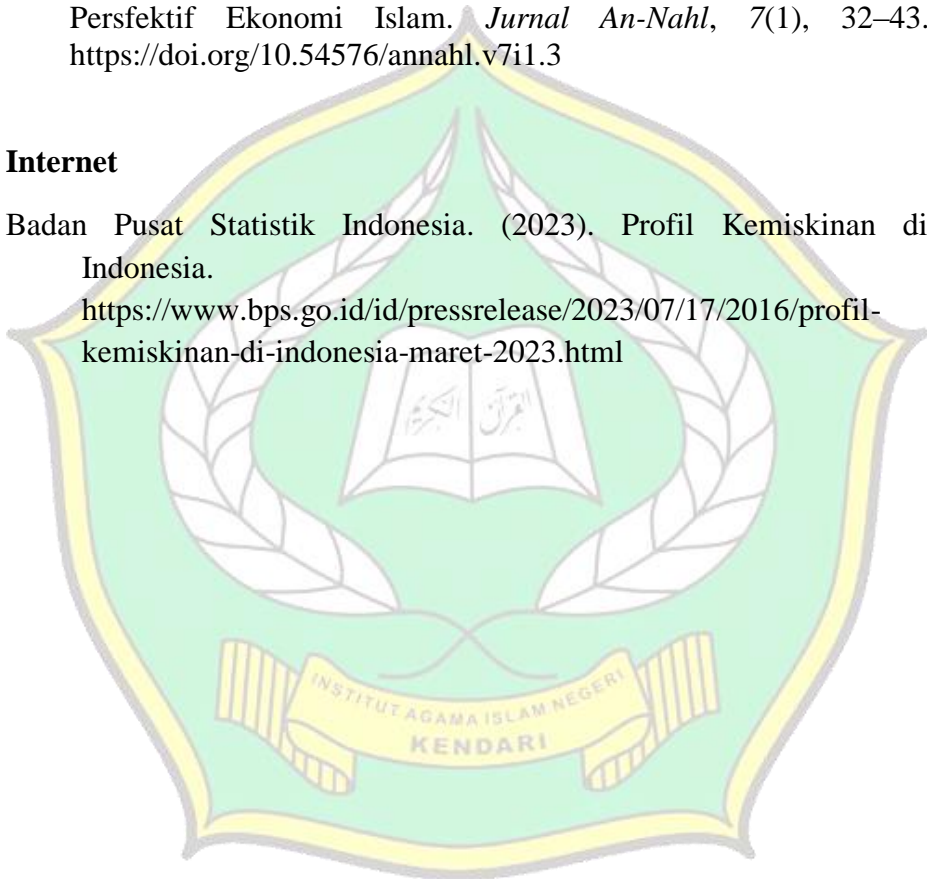 Persfektif Ekonomi Islam. Jurnal An-Nahl, 7(1), 32–43.
https://doi.org/10.54576/annahl.v7i1.3
Internet
Badan Pusat Statistik Indonesia. (2023). Profil Kemiskinan di
Indonesia.
https://www.bps.go.id/id/pressrelease/2023/07/17/2016/profil-
kemiskinan-di-indonesia-maret-2023.html
القرآن الكريم
INSTITUT AGAMA ISLAM NEGERI
KENDARI